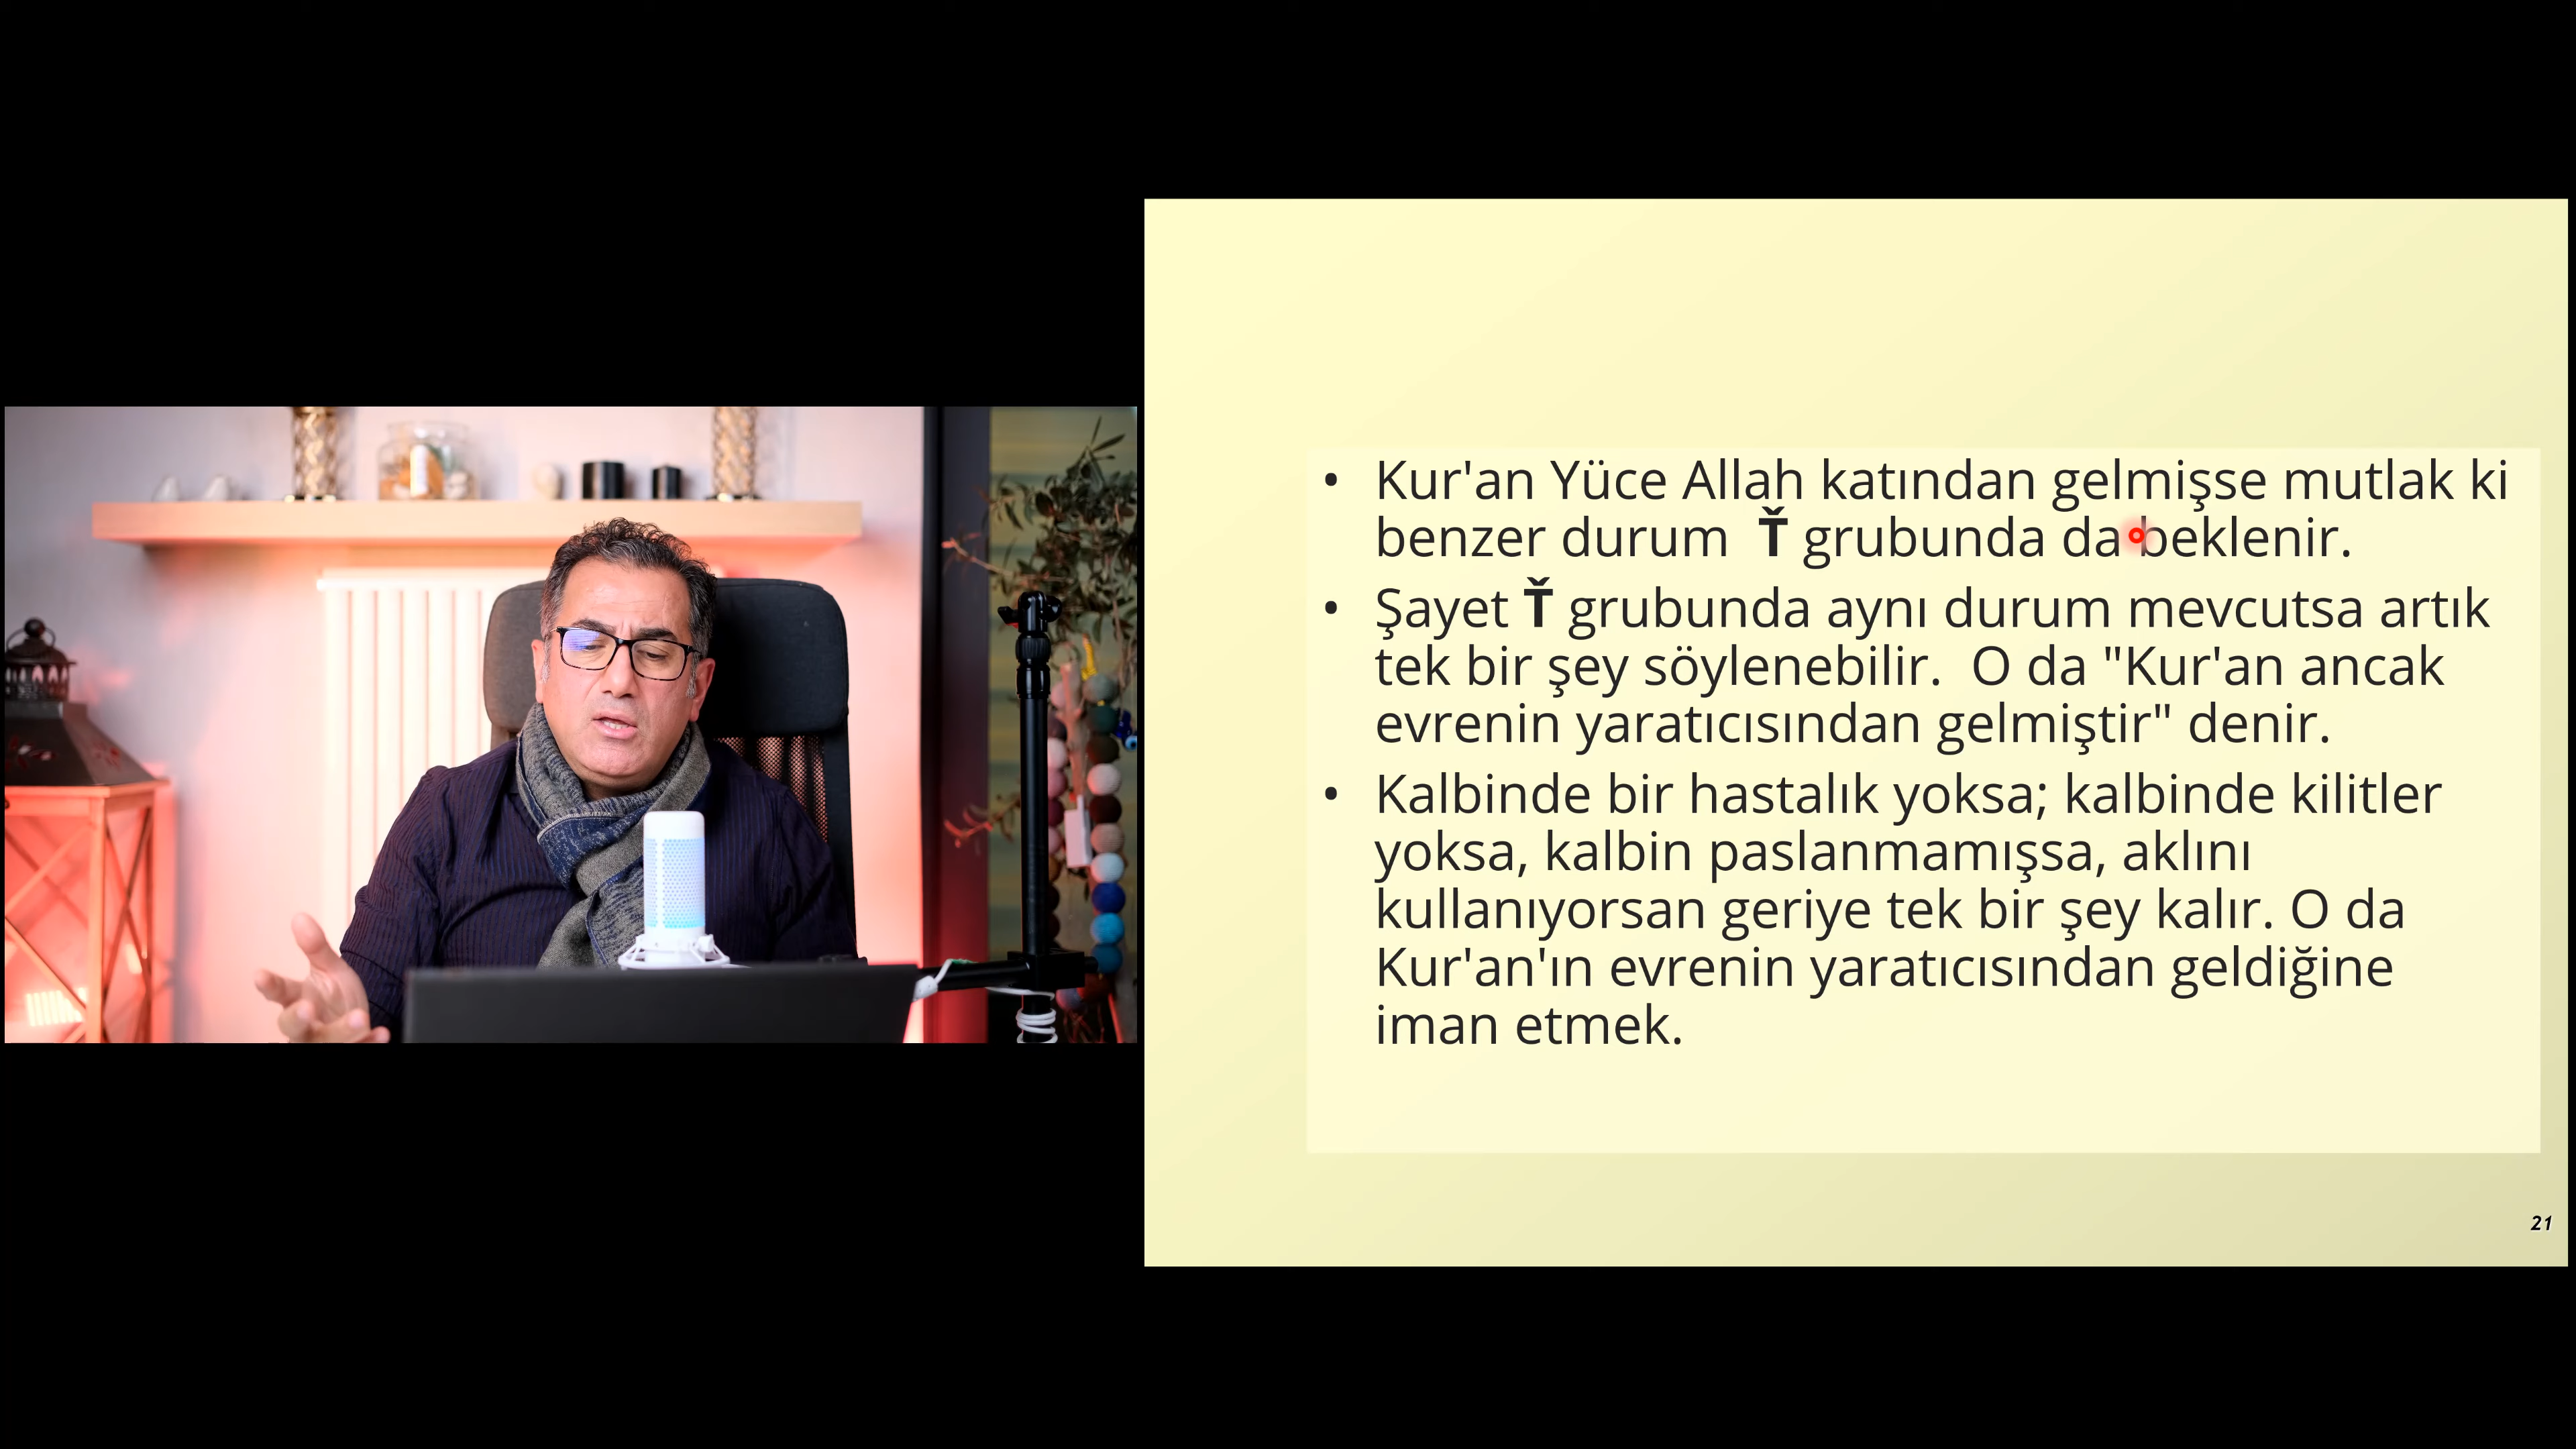 • Kur'an Yüce Allah katından gelmişse mutlak ki
benzer durum  Ť grubunda da beklenir.
• Şayet Ť grubunda aynı durum mevcutsa artık
tek bir şey söylenebilir.  O da "Kur'an ancak
evrenin yaratıcısından gelmiştir" denir.
• Kalbinde bir hastalık yoksa; kalbinde kilitler
yoksa, kalbin paslanmamışsa, aklını
kullanıyorsan geriye tek bir şey kalır. O da
Kur'an'ın evrenin yaratıcısından geldiğine
iman etmek.
21